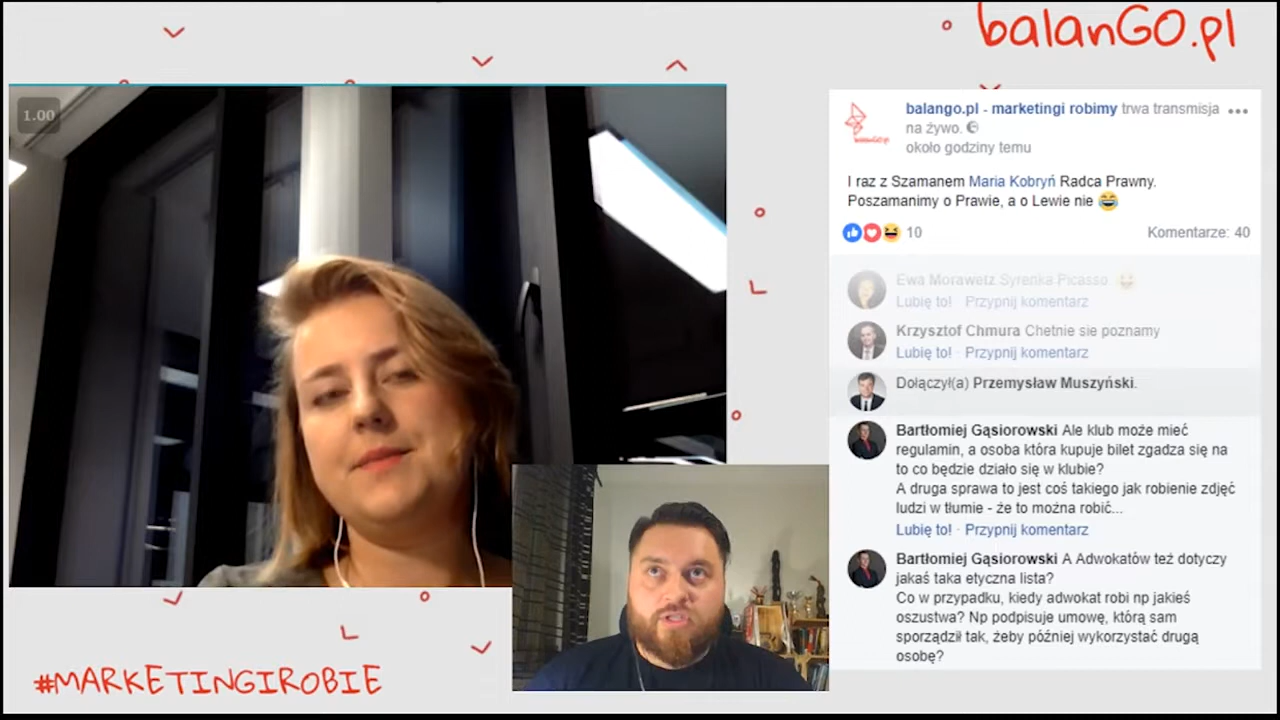 balanGO.pl
1.00
balango.pl - marketingi robimy trwa transmisja
na żywo.
około godziny temu
I raz z Szamanem Maria Kobryń Radca Prawny.
Poszamanimy o Prawie, a o Lewie nie 😂
10 Komentarze: 40
Ewa Morawetz Syrenka Picasso 😂
Lubię to! Przypnij komentarz
Krzysztof Chmura Chetnie sie poznamy
Lubię to! · Przypnij komentarz
Dołączył(a) Przemysław Muszyński.
Bartłomiej Gąsiorowski Ale klub może mieć
regulamin, a osoba która kupuje bilet zgadza się na
to co będzie działo się w klubie?
A druga sprawa to jest coś takiego jak robienie zdjęć
ludzi w tłumie - że to można robić...
Lubię to! · Przypnij komentarz
Bartłomiej Gąsiorowski A Adwokatów też dotyczy
jakaś taka etyczna lista?
Co w przypadku, kiedy adwokat robi np jakieś
oszustwa? Np podpisuje umowę, którą sam
sporządził tak, żeby później wykorzystać drugą
osobę?
#MARKETINGIROBIE